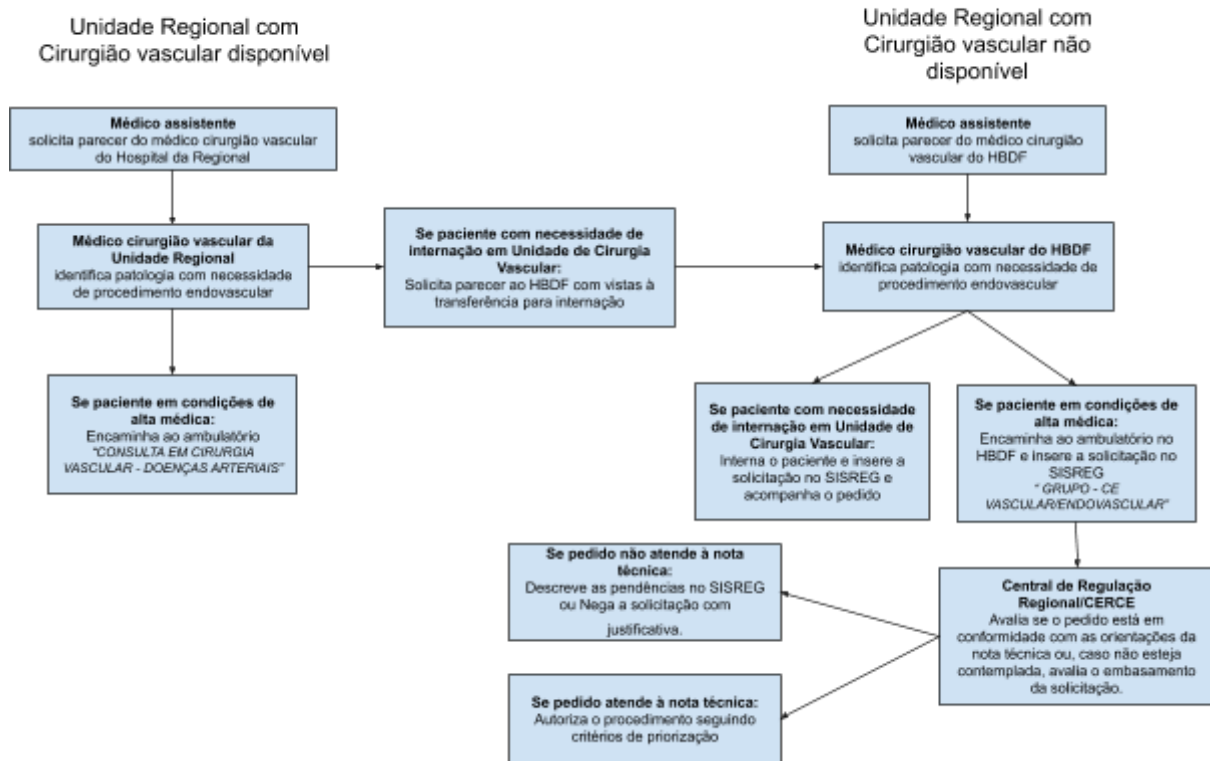 Unidade Regional com
Cirurgião vascular disponível
Unidade Regional com
Cirurgião vascular não
disponível
Médico assistente
solicita parecer do médico cirurgião vascular
do Hospital da Regional
Médico assistente
solicita parecer do médico cirurgião
vascular do HBDF
Médico cirurgião vascular da
Unidade Regional
identifica patologia com necessidade
de procedimento endovascular
Se paciente com necessidade de
internação em Unidade de Cirurgia
Vascular:
Solicita parecer ao HBDF com vistas à
transferência para internação
Médico cirurgião vascular do HBDF
identifica patologia com necessidade de
procedimento endovascular
Se paciente em condições de
alta médica:
Encaminha ao ambulatório
"CONSULTA EM CIRURGIA
VASCULAR - DOENÇAS ARTERIAIS"
Se paciente com necessidade
de internação em Unidade de
Cirurgia Vascular:
Interna o paciente e insere a
solicitação no SISREG e
acompanha o pedido
Se paciente em condições de
alta médica:
Encaminha ao ambulatório no
HBDF e insere a solicitação no
SISREG
" GRUPO - CE
VASCULAR/ENDOVASCULAR"
Se pedido não atende à nota
técnica:
Descreve as pendências no SISREG
ou Nega a solicitação com
justificativa.
Central de Regulação
Regional/CERCE
Avalia se o pedido está em
conformidade com as orientações da
nota técnica ou, caso não esteja
contemplada, avalia o embasamento
da solicitação.
Se pedido atende à nota técnica:
Autoriza o procedimento seguindo
critérios de priorização